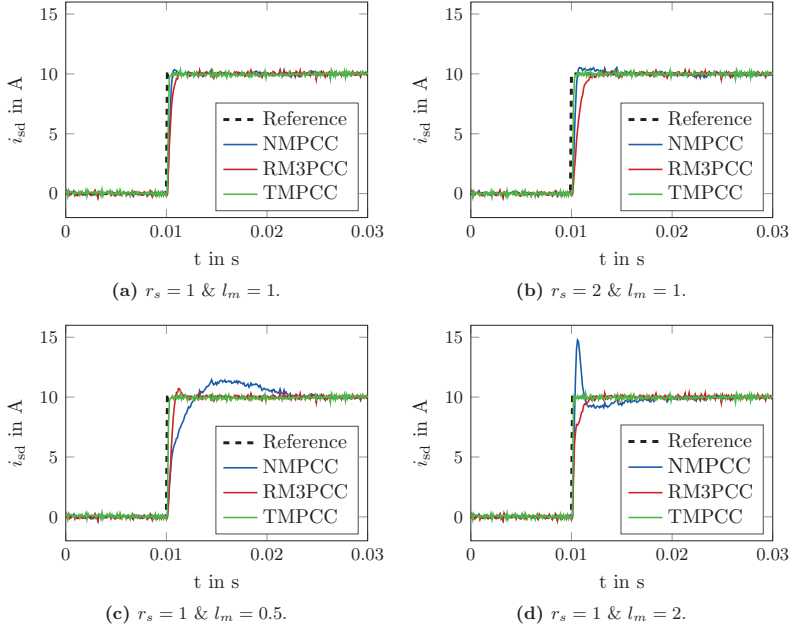 15
10
5
0
i_sd in A
Reference
NMPCC
RM3PCC
TMPCC
0
0.01
0.02
0.03
t in s
(a) r_s = 1 & l_m = 1.
15
10
5
0
i_sd in A
Reference
NMPCC
RM3PCC
TMPCC
0
0.01
0.02
0.03
t in s
(b) r_s = 2 & l_m = 1.
15
10
5
0
i_sd in A
Reference
NMPCC
RM3PCC
TMPCC
0
0.01
0.02
0.03
t in s
(c) r_s = 1 & l_m = 0.5.
15
10
5
0
i_sd in A
Reference
NMPCC
RM3PCC
TMPCC
0
0.01
0.02
0.03
t in s
(d) r_s = 1 & l_m = 2.